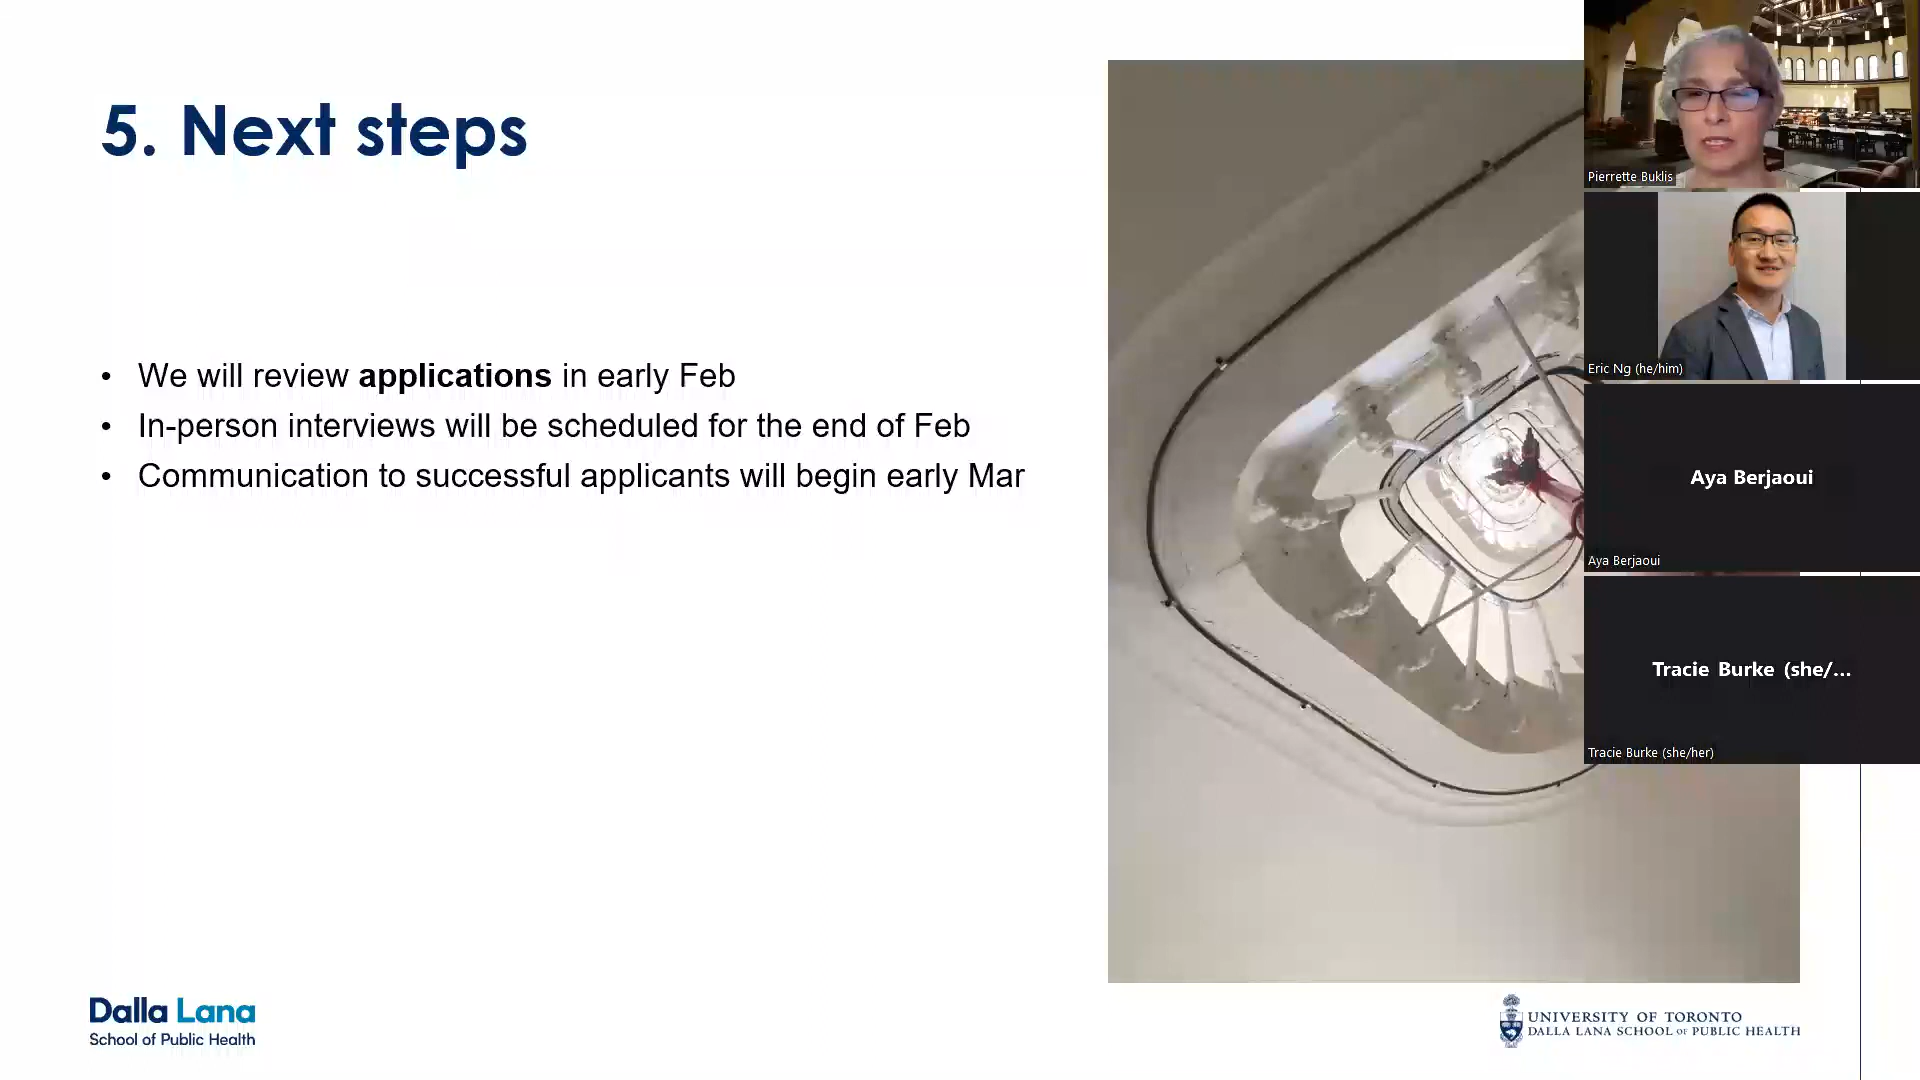 5. Next steps
• We will review applications in early Feb
• In-person interviews will be scheduled for the end of Feb
• Communication to successful applicants will begin early Mar
Dalla Lana
School of Public Health
UNIVERSITY OF TORONTO
DALLA LANA SCHOOL OF PUBLIC HEALTH
Pierrette Buklis
Eric Ng (he/him)
Aya Berjaoui
Aya Berjaoui
Tracie Burke (she/...
Tracie Burke (she/her)